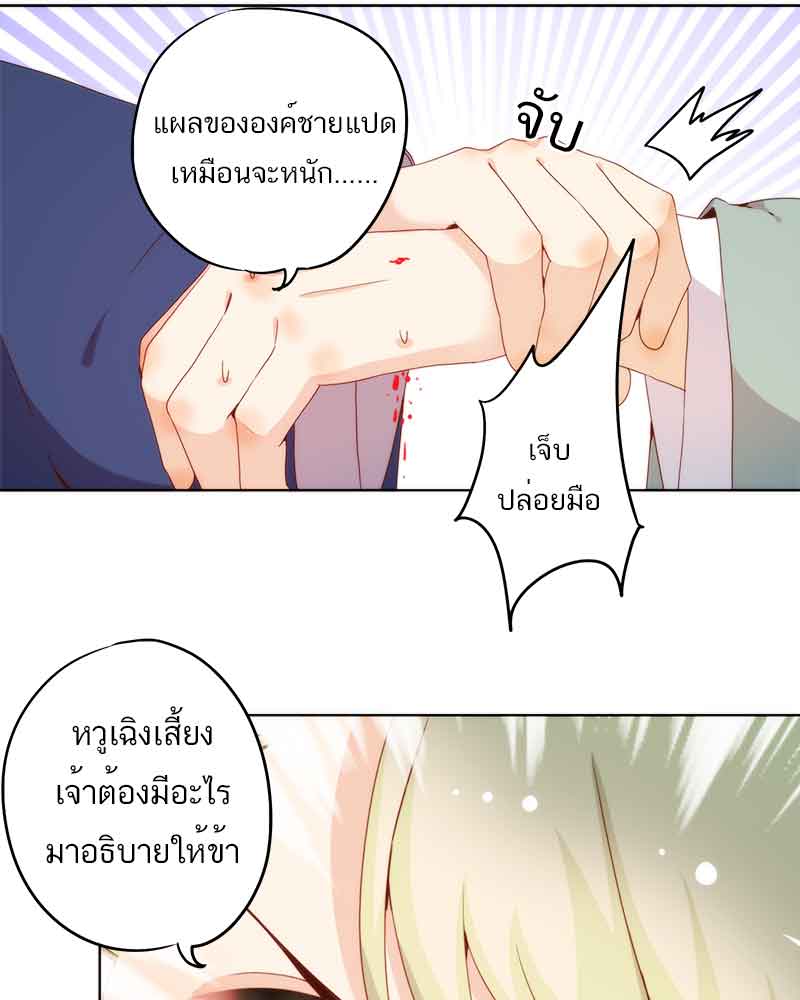 แผลขององค์ชายแปด
เหมือนจะหนัก......
จับ
เจ็บ
ปล่อยมือ
หวูเฉิงเสี้ยง
เจ้าต้องมีอะไร
มาอธิบายให้ข้า